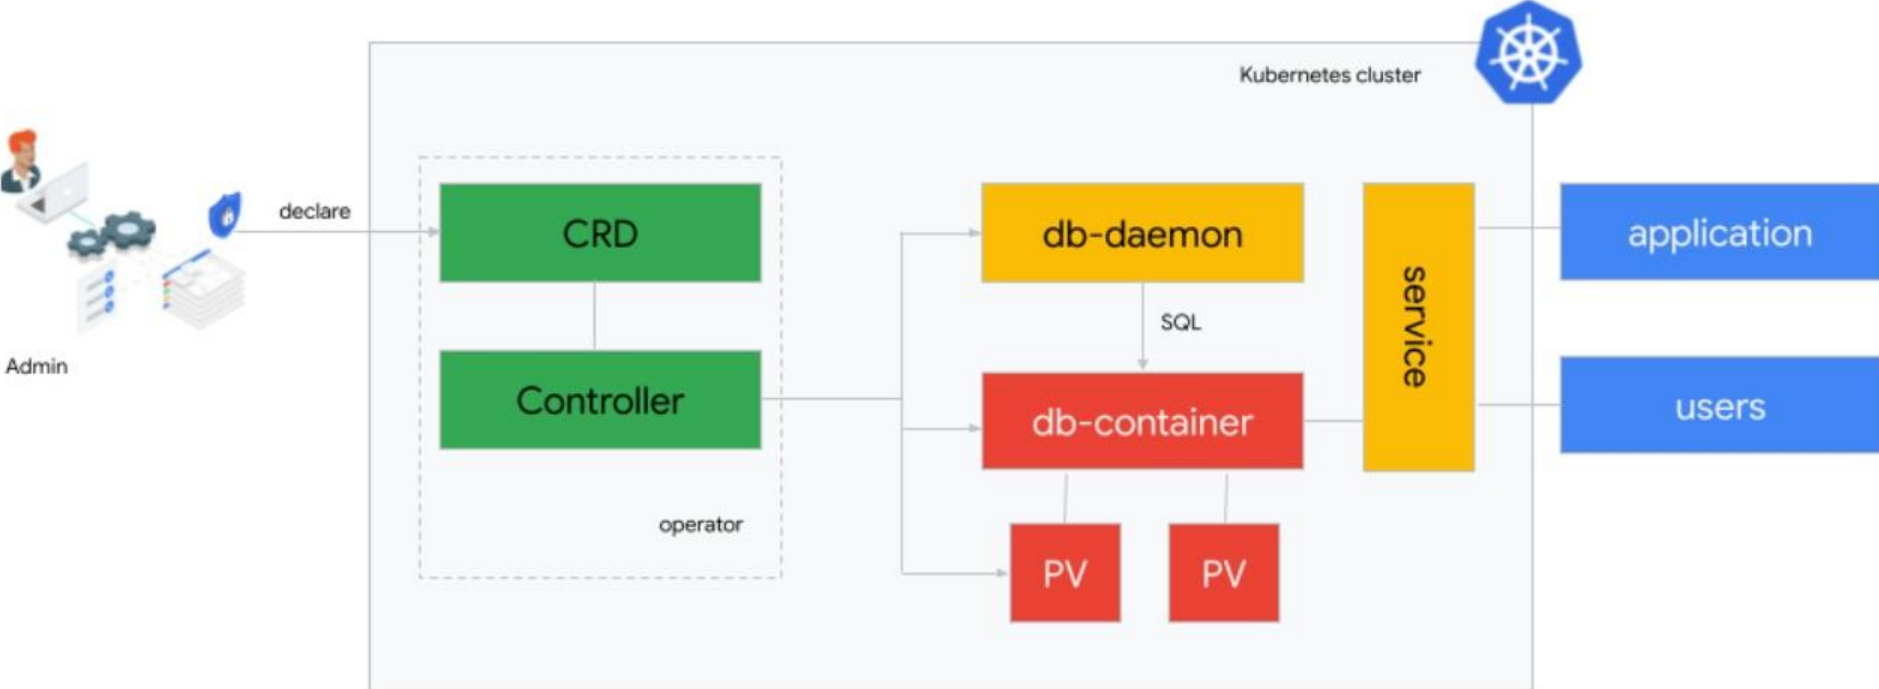 Kubernetes cluster
declare
Admin
CRD
Controller
operator
db-daemon
SQL
db-container
PV
PV
service
application
users